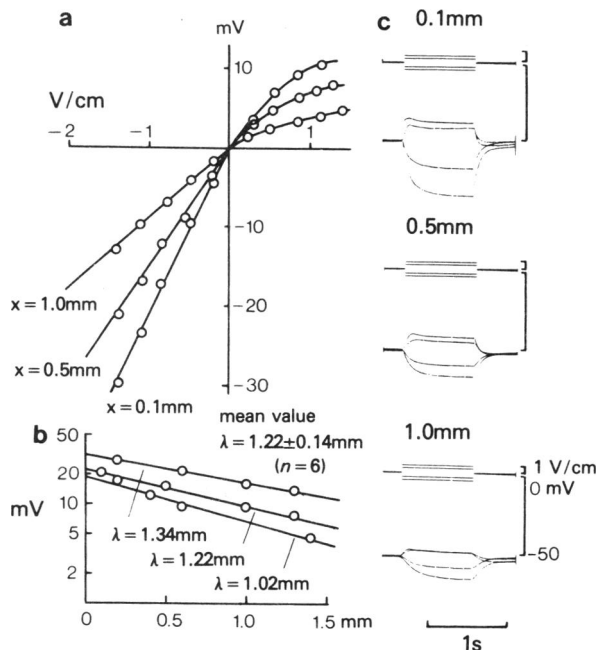 a
mV
10
V/cm
−2
−1
1
−10
−20
−30
x = 1.0mm
x = 0.5mm
x = 0.1mm
b
mean value
λ = 1.22 ± 0.14mm
(n = 6)
50
20
10
mV
5
2
λ = 1.34mm
λ = 1.22mm
λ = 1.02mm
0
0.5
1.0
1.5 mm
c
0.1mm
0.5mm
1.0mm
1 V/cm
0 mV
−50
1s